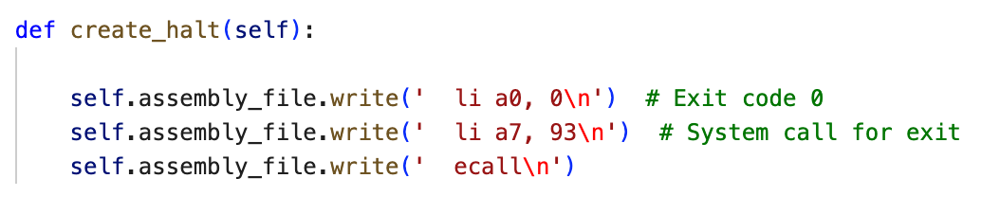 def create_halt(self):
    self.assembly_file.write('  li a0, 0\n')  # Exit code 0
    self.assembly_file.write('  li a7, 93\n')  # System call for exit
    self.assembly_file.write('  ecall\n')